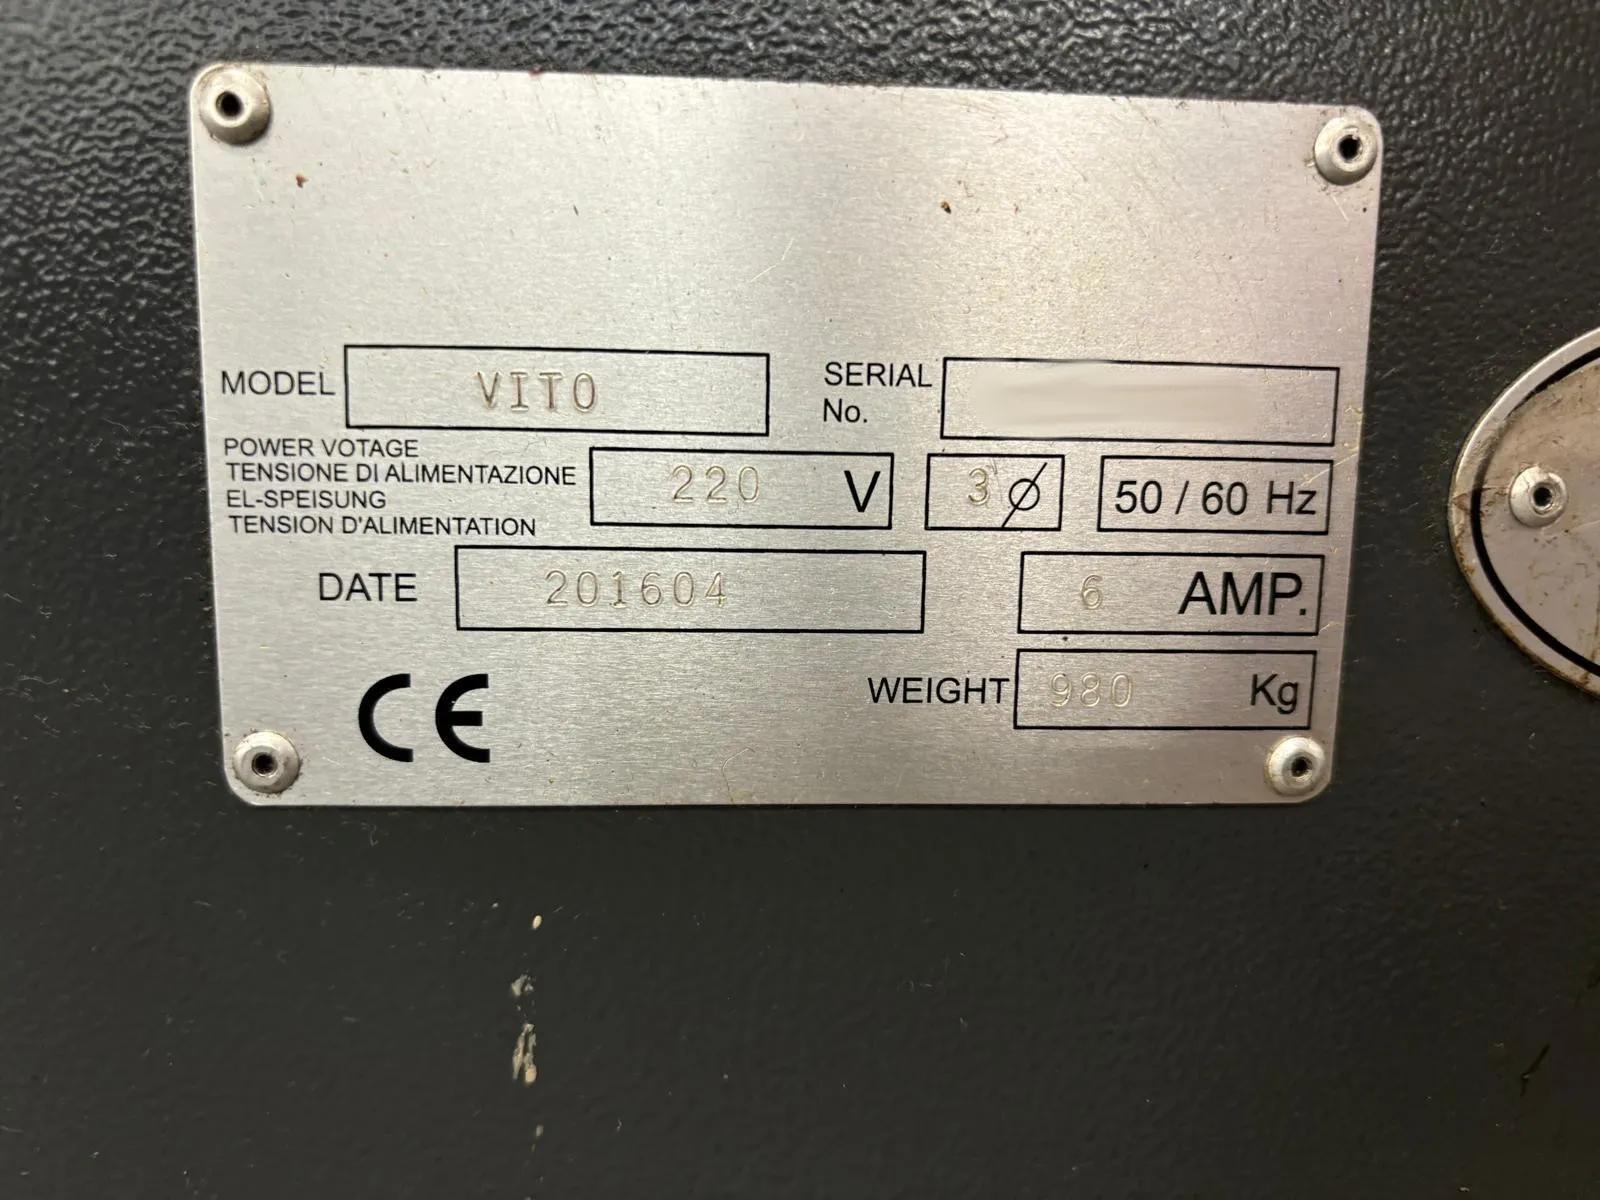 MODEL VITO SERIAL No.
POWER VOTAGE
TENSIONE DI ALIMENTAZIONE
EL-SPEISUNG
TENSION D'ALIMENTATION
220 V 3 Ø 50 / 60 Hz
DATE 201604 6 AMP.
CE WEIGHT 980 Kg